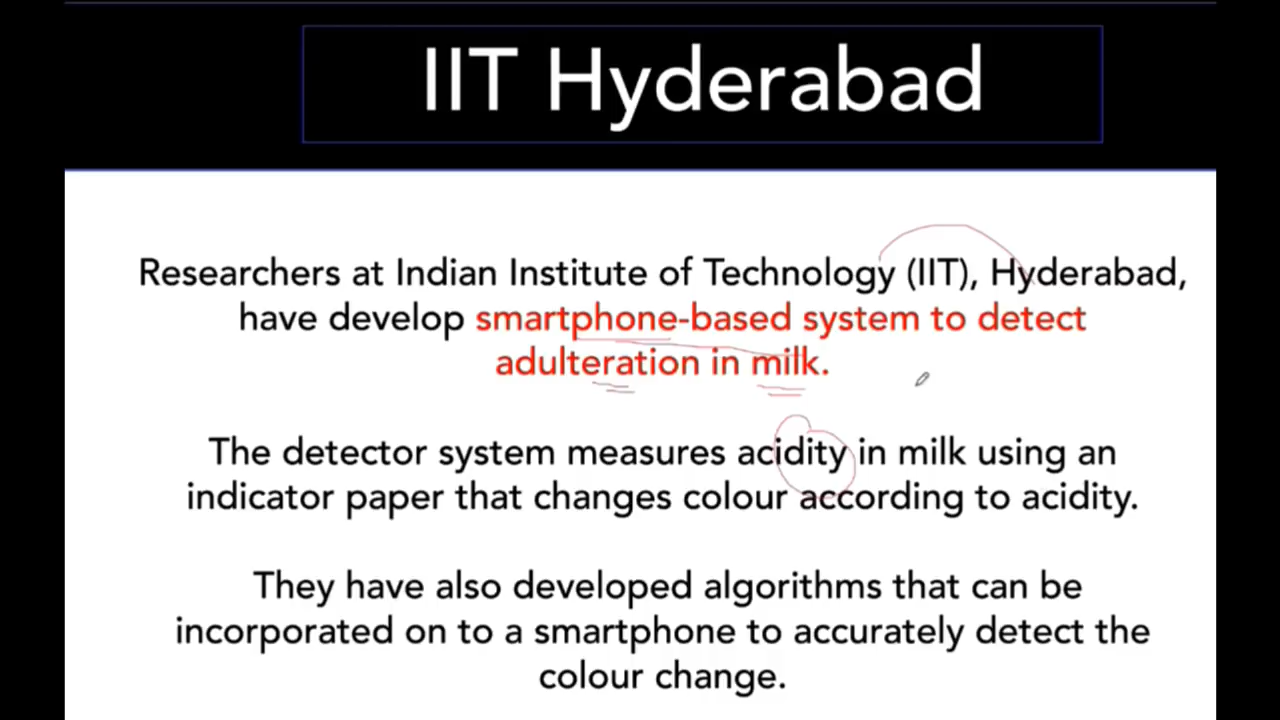 IIT Hyderabad
Researchers at Indian Institute of Technology (IIT), Hyderabad,
have develop smartphone-based system to detect
adulteration in milk.
The detector system measures acidity in milk using an
indicator paper that changes colour according to acidity.
They have also developed algorithms that can be
incorporated on to a smartphone to accurately detect the
colour change.